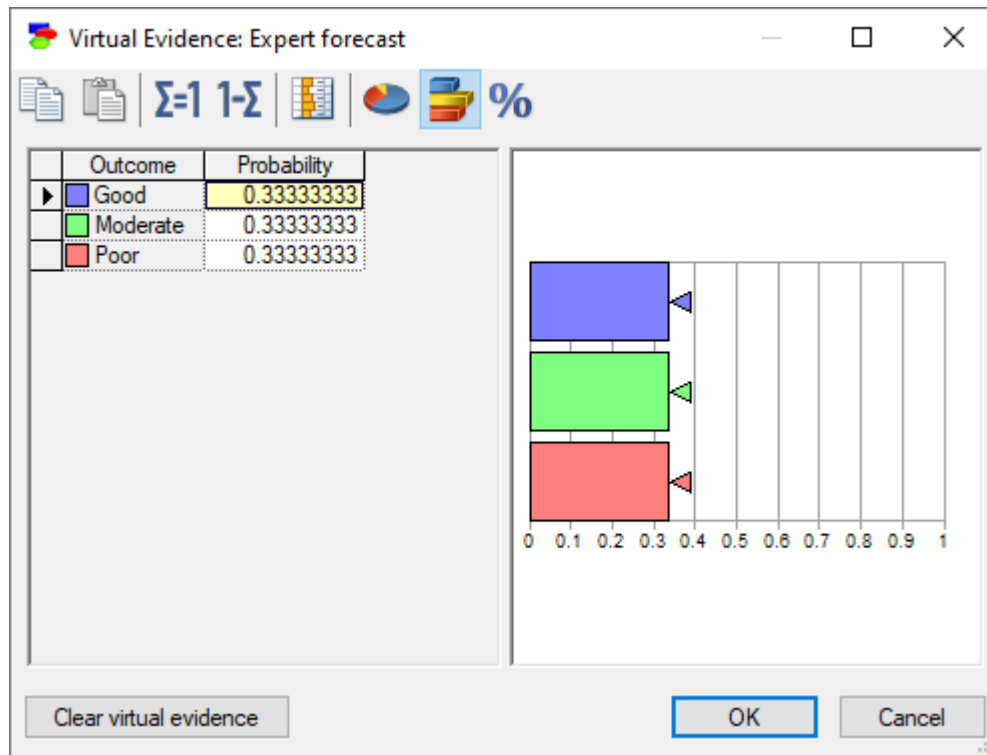 Virtual Evidence: Expert forecast
Σ=1 1-Σ %
Outcome Probability
Good 0.33333333
Moderate 0.33333333
Poor 0.33333333
0 0.1 0.2 0.3 0.4 0.5 0.6 0.7 0.8 0.9 1
Clear virtual evidence OK Cancel